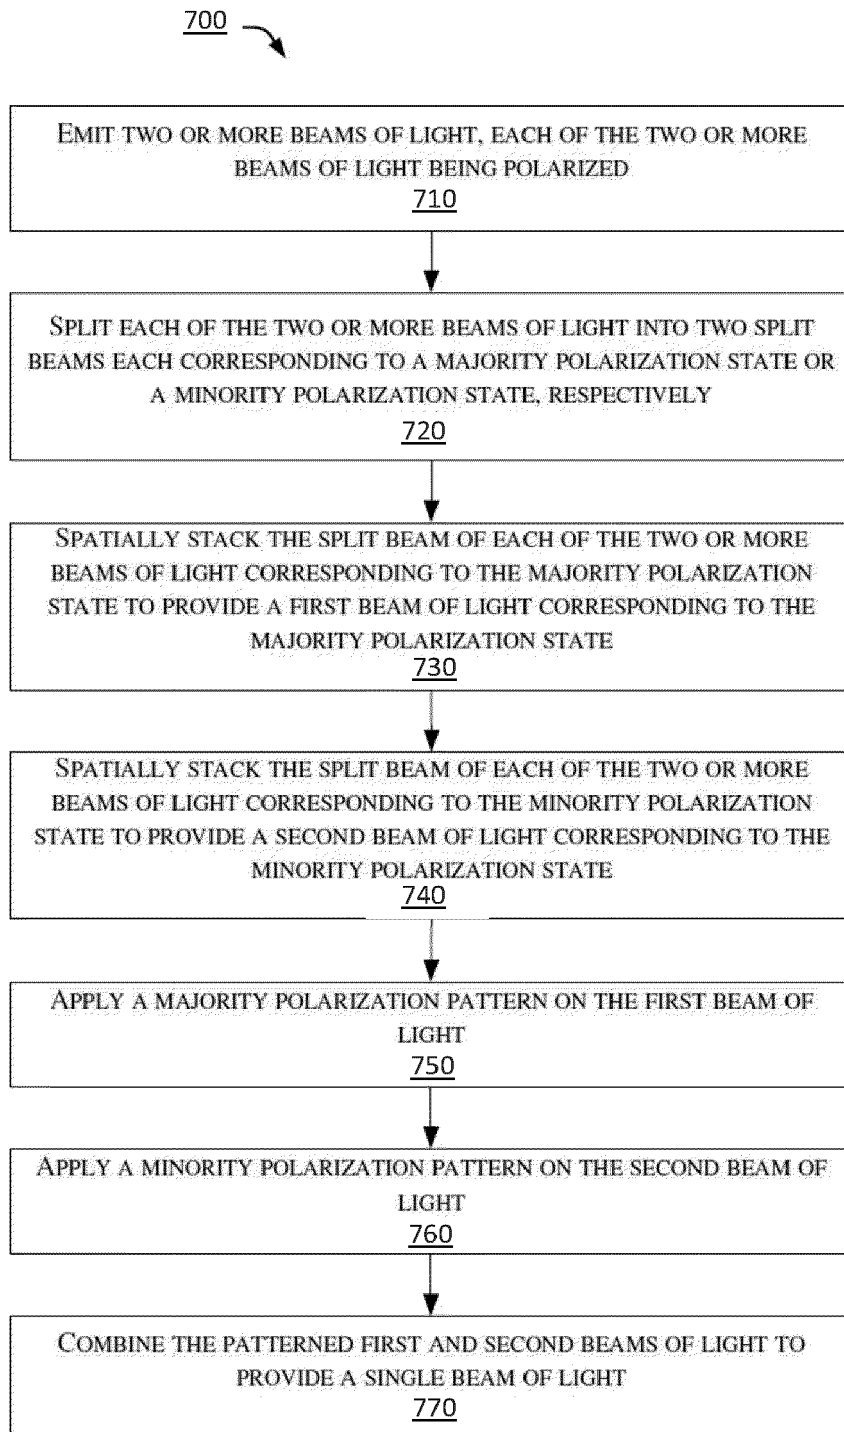 700
EMIT TWO OR MORE BEAMS OF LIGHT, EACH OF THE TWO OR MORE
BEAMS OF LIGHT BEING POLARIZED
710
SPLIT EACH OF THE TWO OR MORE BEAMS OF LIGHT INTO TWO SPLIT
BEAMS EACH CORRESPONDING TO A MAJORITY POLARIZATION STATE OR
A MINORITY POLARIZATION STATE, RESPECTIVELY
720
SPATIALLY STACK THE SPLIT BEAM OF EACH OF THE TWO OR MORE
BEAMS OF LIGHT CORRESPONDING TO THE MAJORITY POLARIZATION
STATE TO PROVIDE A FIRST BEAM OF LIGHT CORRESPONDING TO THE
MAJORITY POLARIZATION STATE
730
SPATIALLY STACK THE SPLIT BEAM OF EACH OF THE TWO OR MORE
BEAMS OF LIGHT CORRESPONDING TO THE MINORITY POLARIZATION
STATE TO PROVIDE A SECOND BEAM OF LIGHT CORRESPONDING TO THE
MINORITY POLARIZATION STATE
740
APPLY A MAJORITY POLARIZATION PATTERN ON THE FIRST BEAM OF
LIGHT
750
APPLY A MINORITY POLARIZATION PATTERN ON THE SECOND BEAM OF
LIGHT
760
COMBINE THE PATTERNED FIRST AND SECOND BEAMS OF LIGHT TO
PROVIDE A SINGLE BEAM OF LIGHT
770